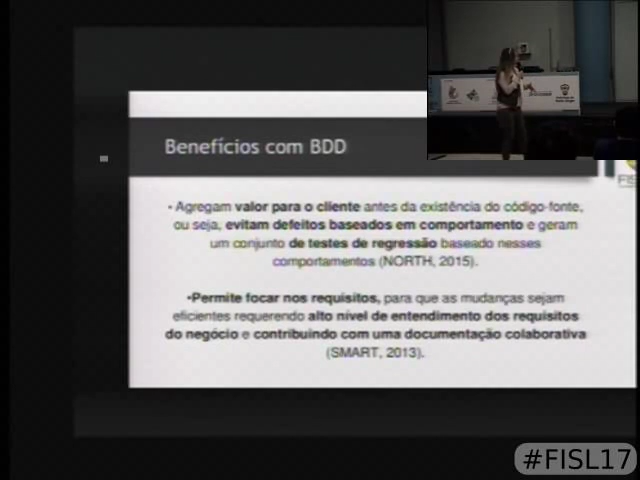 Benefícios com BDD
• Agregam valor para o cliente antes da existência do código-fonte,
ou seja, evitam defeitos baseados em comportamento e geram
um conjunto de testes de regressão baseado nesses
comportamentos (NORTH, 2015).
•Permite focar nos requisitos, para que as mudanças sejam
eficientes requerendo alto nível de entendimento dos requisitos
do negócio e contribuindo com uma documentação colaborativa
(SMART, 2013).
#FISL17